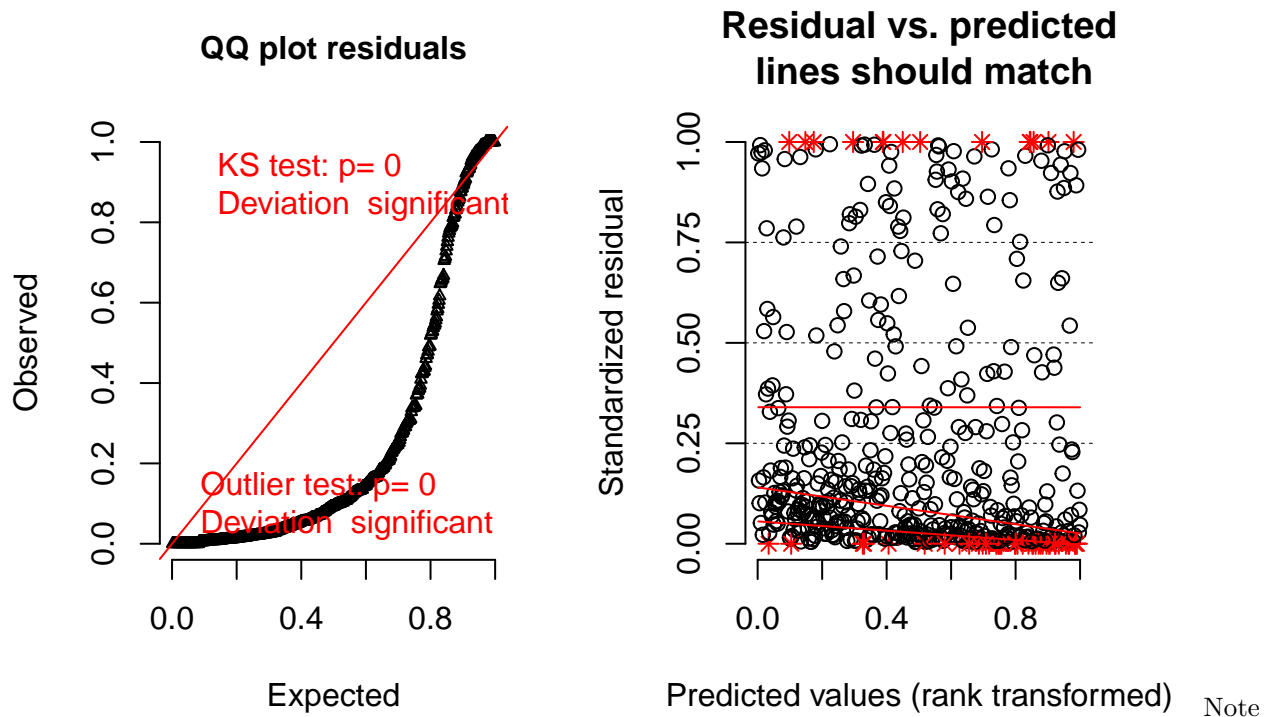 QQ plot residuals
KS test: p= 0
Deviation significant
Outlier test: p= 0
Deviation significant
Observed
0.0 0.2 0.4 0.6 0.8 1.0
0.0 0.4 0.8
Expected
Residual vs. predicted
lines should match
Standardized residual
0.00 0.25 0.50 0.75 1.00
0.0 0.4 0.8
Predicted values (rank transformed)
Note